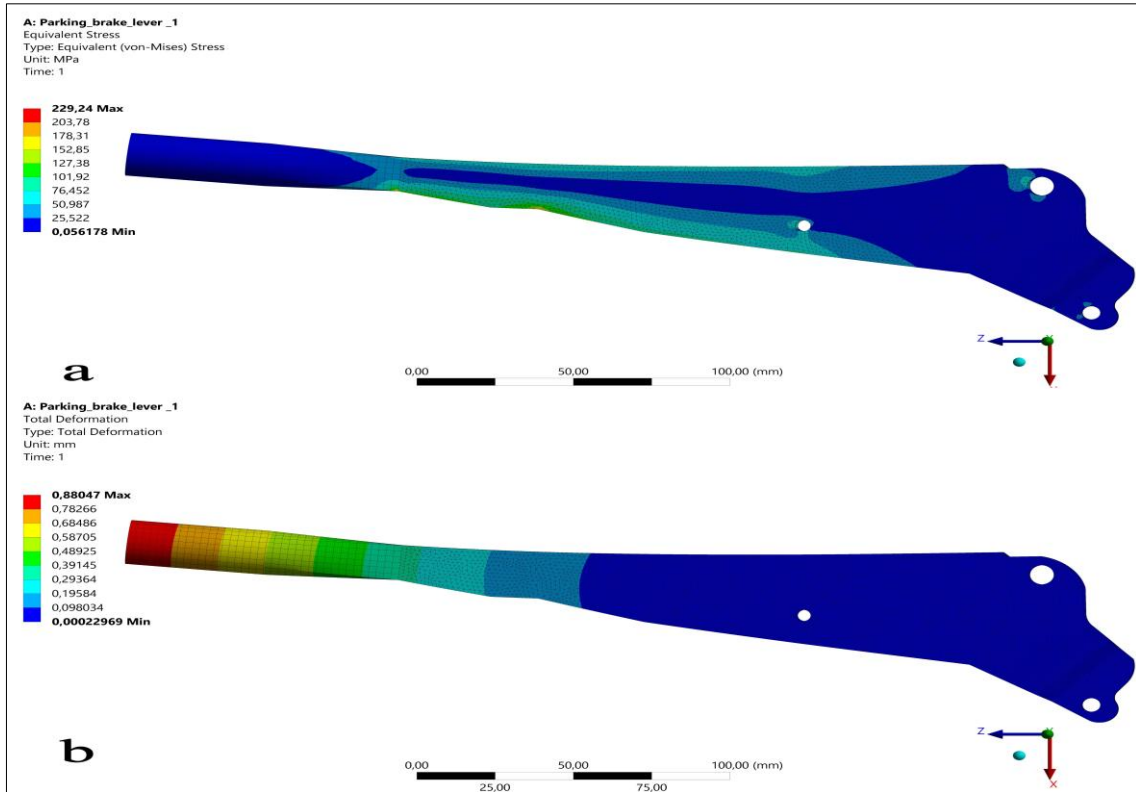 A: Parking_brake_lever _1
Equivalent Stress
Type: Equivalent (von-Mises) Stress
Unit: MPa
Time: 1
229,24 Max
203,78
178,31
152,85
127,38
101,92
76,452
50,987
25,522
0,056178 Min
Z
0,00 50,00 100,00 (mm)
a
A: Parking_brake_lever _1
Total Deformation
Type: Total Deformation
Unit: mm
Time: 1
0,88047 Max
0,78266
0,68486
0,58705
0,48925
0,39145
0,29364
0,19584
0,098034
0,00022969 Min
Z
Y
X
b
0,00 50,00 100,00 (mm)
25,00 75,00